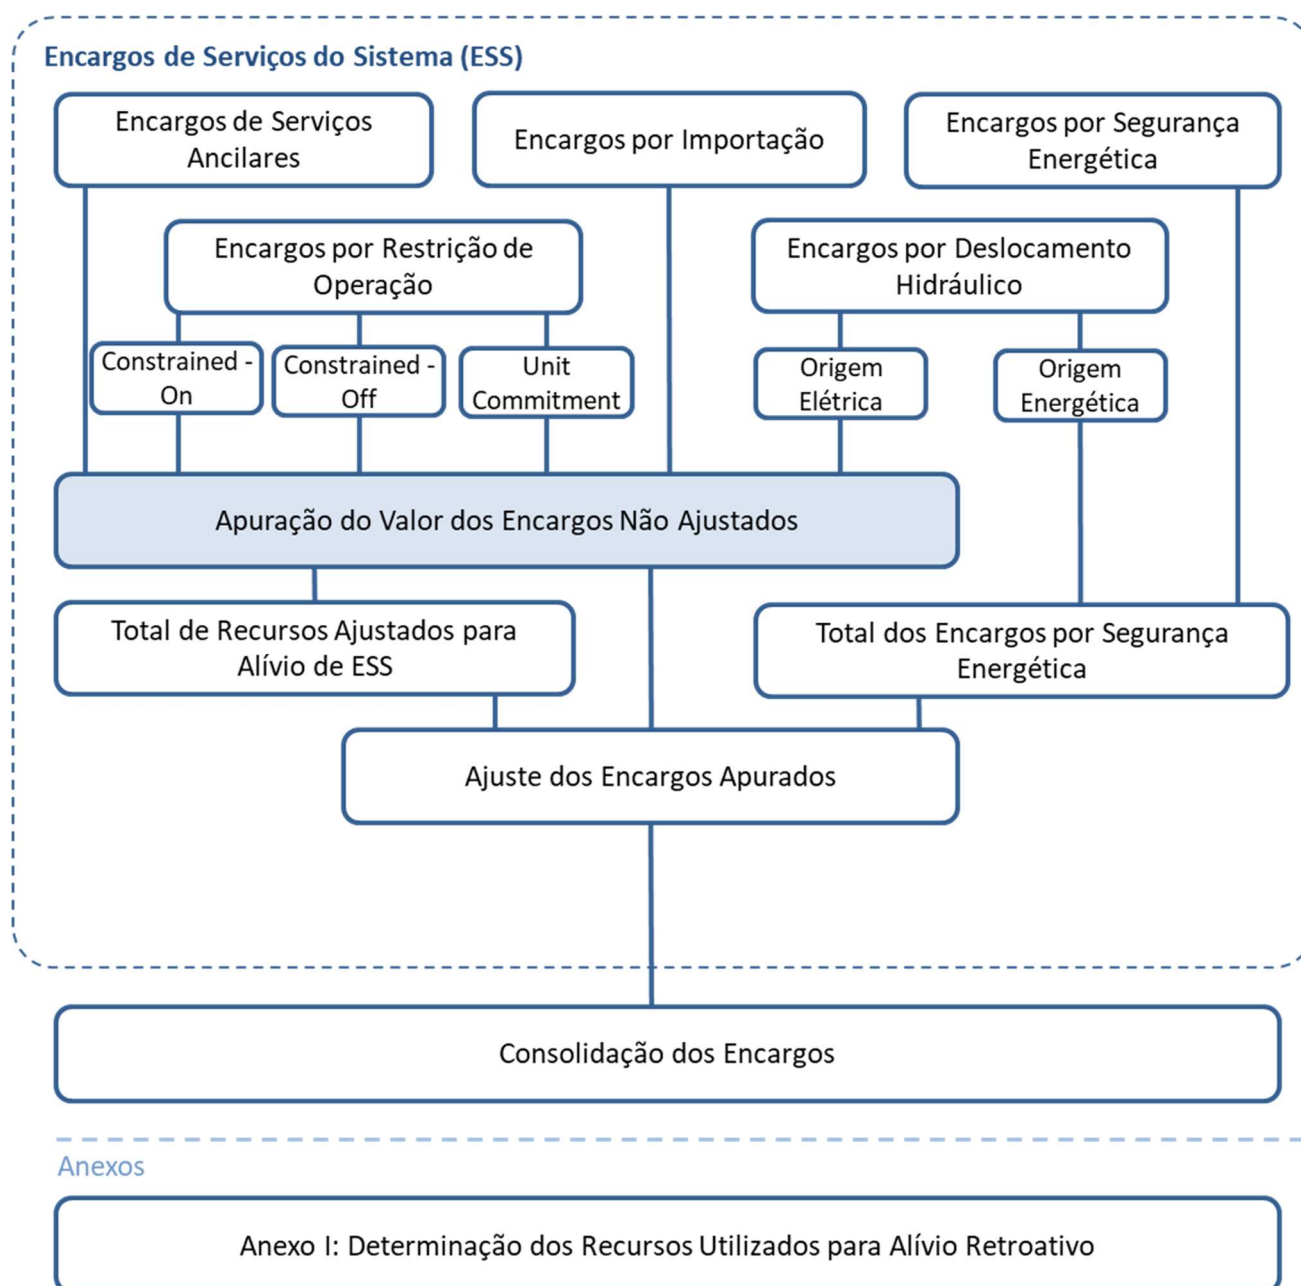 Encargos de Serviços do Sistema (ESS)
Encargos de Serviços
Ancilares
Encargos por Importação
Encargos por Segurança
Energética
Encargos por Restrição de
Operação
Encargos por Deslocamento
Hidráulico
Constrained -
On
Constrained -
Off
Unit
Commitment
Origem
Elétrica
Origem
Energética
Apuração do Valor dos Encargos Não Ajustados
Total de Recursos Ajustados para
Alívio de ESS
Total dos Encargos por Segurança
Energética
Ajuste dos Encargos Apurados
Consolidação dos Encargos
Anexos
Anexo I: Determinação dos Recursos Utilizados para Alívio Retroativo